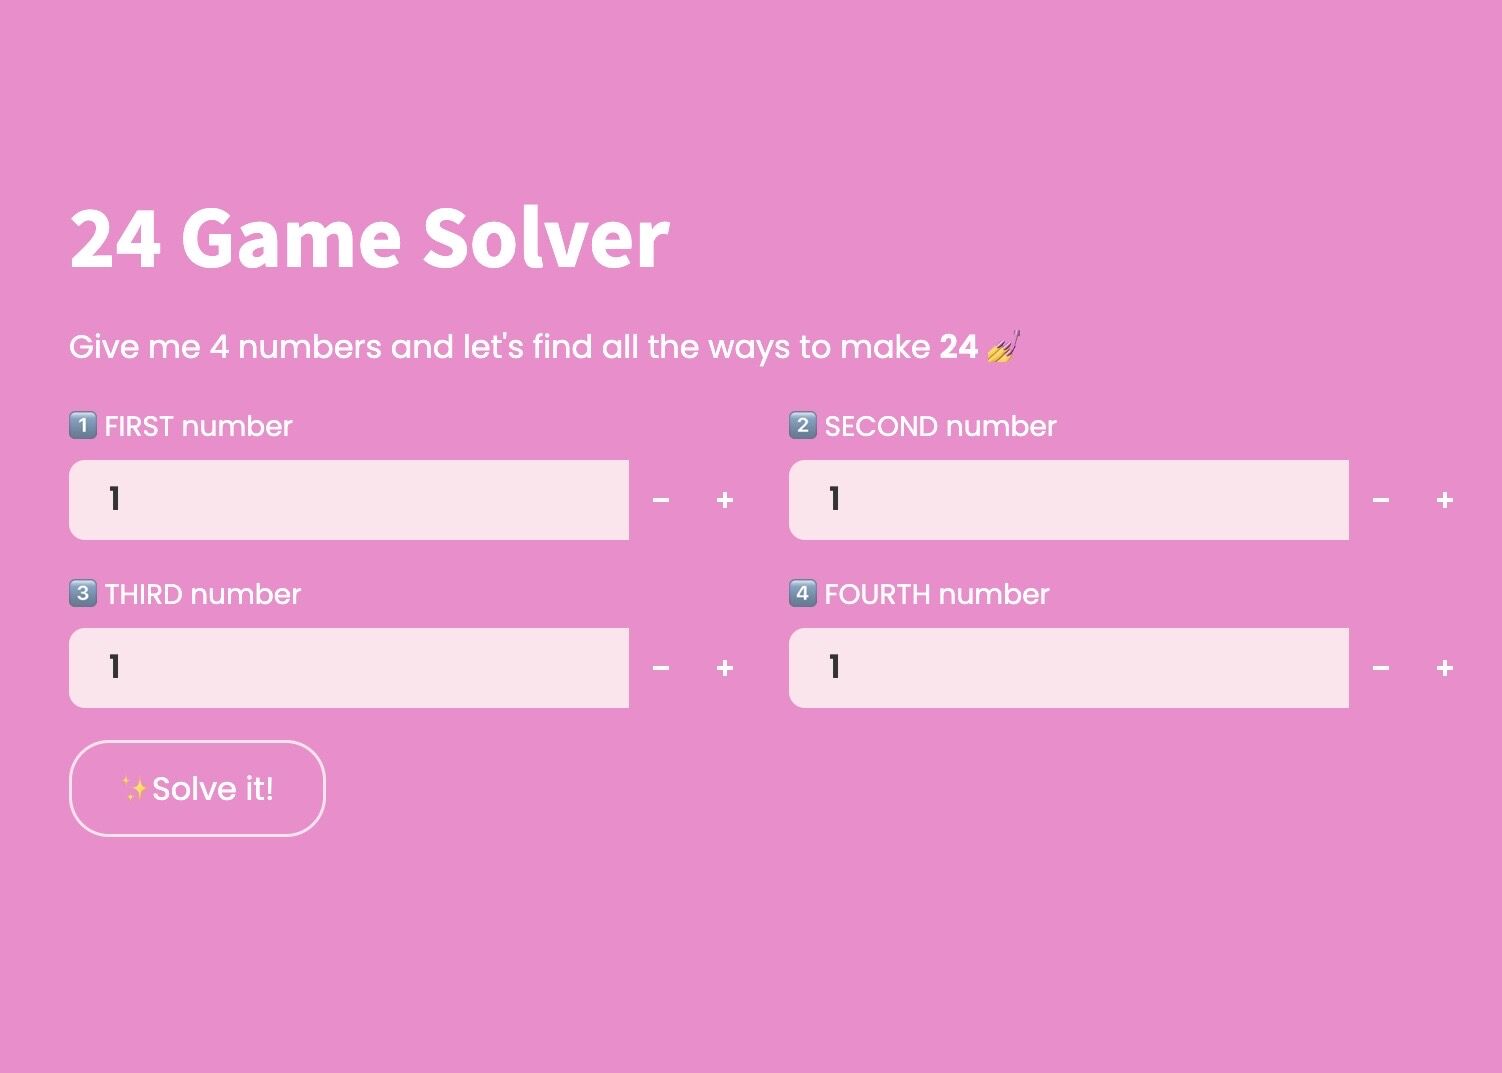 24 Game Solver
Give me 4 numbers and let's find all the ways to make 24 💅
1️⃣ FIRST number
2️⃣ SECOND number
1
− +
1
− +
3️⃣ THIRD number
4️⃣ FOURTH number
1
− +
1
− +
✨Solve it!